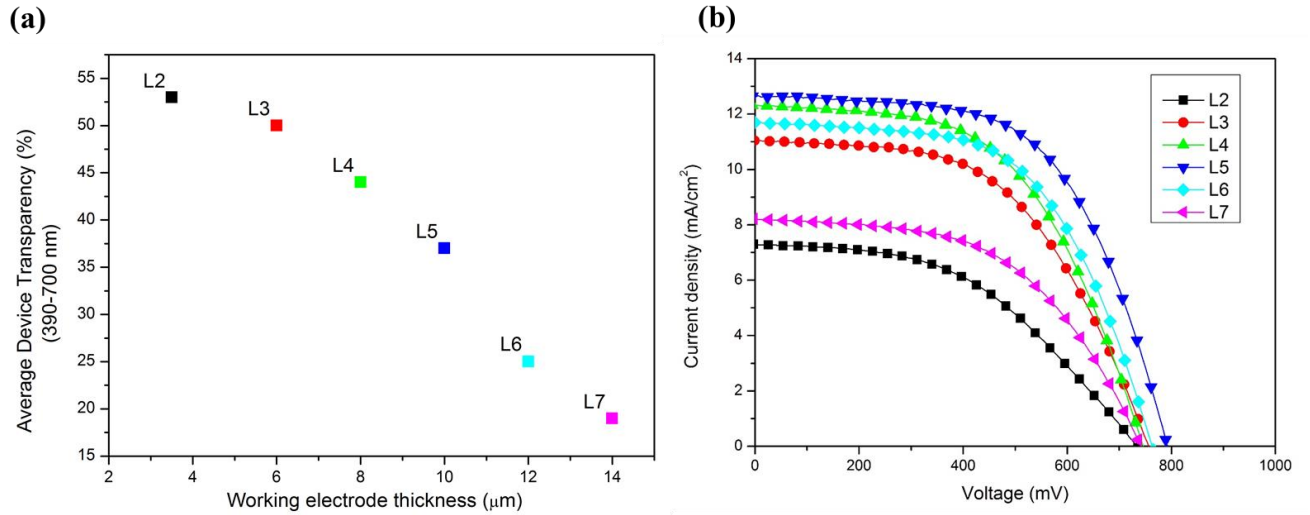 (a)
Average Device Transparency (%)
(390-700 nm)
55
50
45
40
35
30
25
20
15
L2
L3
L4
L5
L6
L7
2
4
6
8
10
12
14
Working electrode thickness (μm)
(b)
Current density (mA/cm²)
14
12
10
8
6
4
2
0
L2
L3
L4
L5
L6
L7
0
200
400
600
800
1000
Voltage (mV)